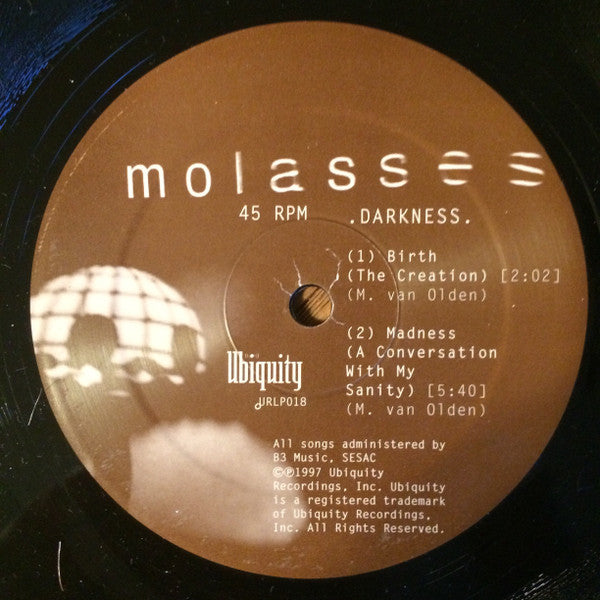 molasses
45 RPM
.DARKNESS.
(1) Birth
(The Creation) [2:02]
(M. van Olden)
(2) Madness
(A Conversation
With My
Sanity) [5:40]
(M. van Olden)
Ubiquity
URLP018
All songs administered by
B3 Music, SESAC
©℗1997 Ubiquity
Recordings, Inc. Ubiquity
is a registered trademark
of Ubiquity Recordings,
Inc. All Rights Reserved.